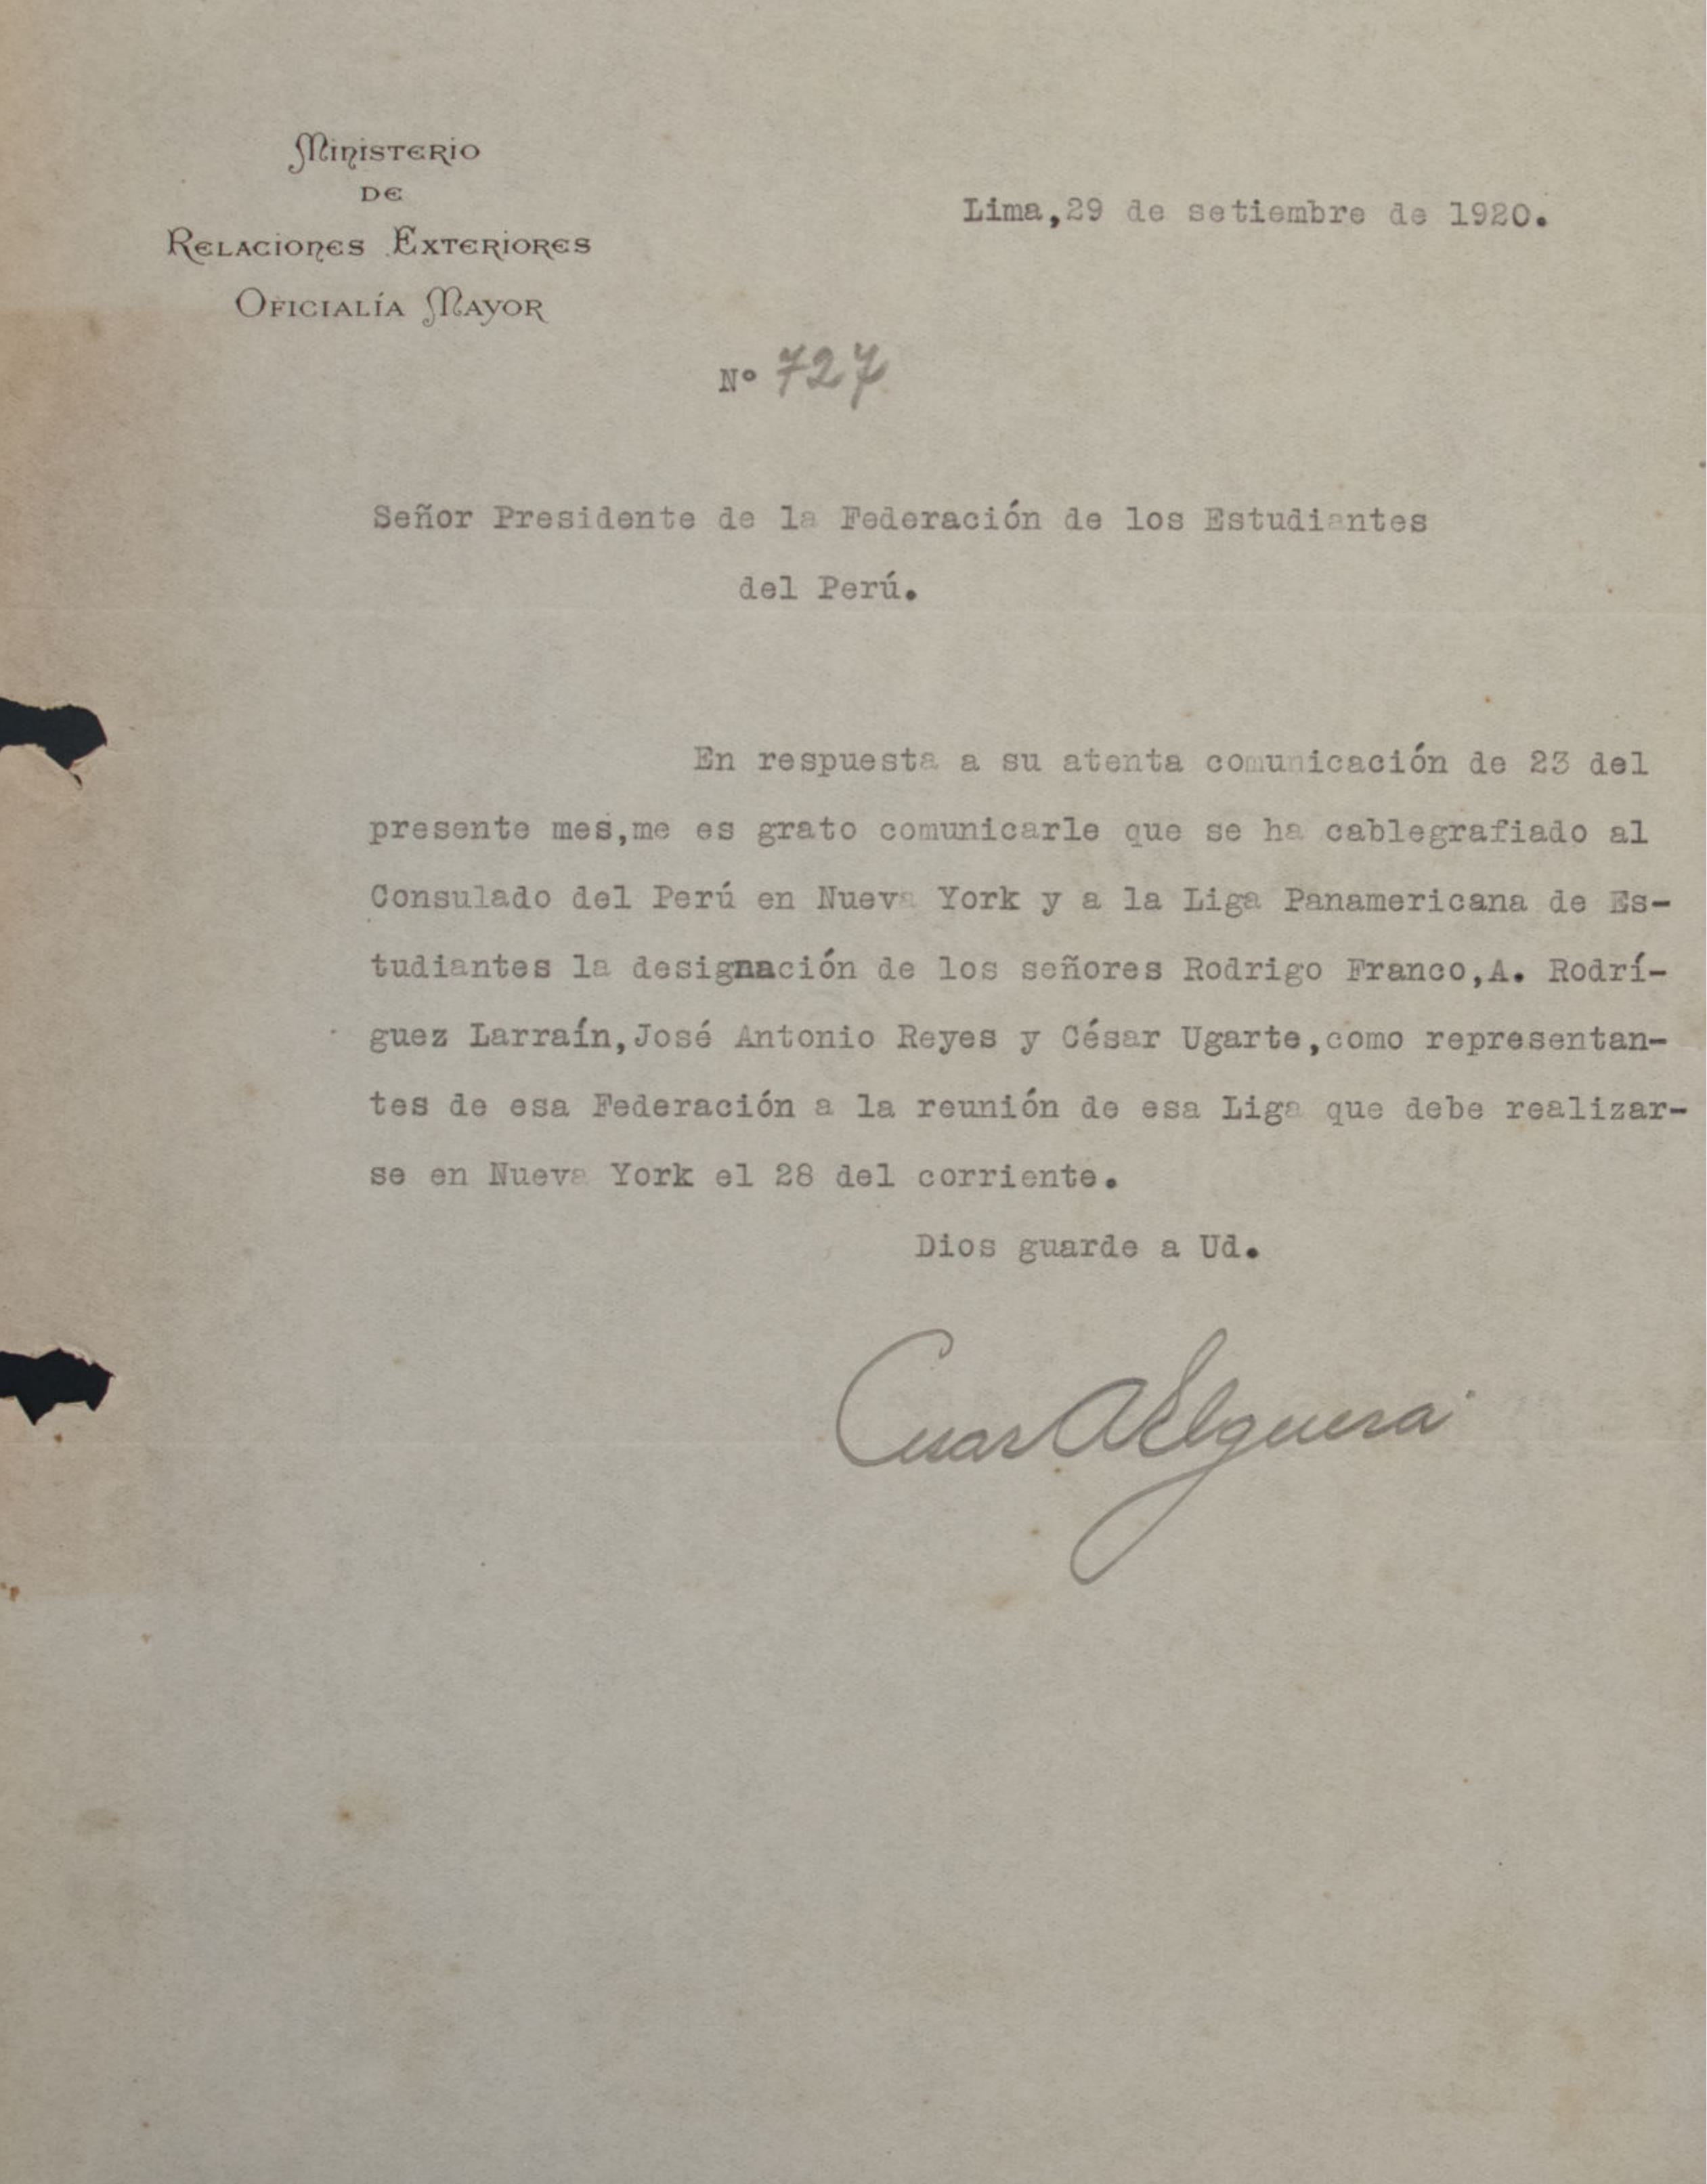 Ministerio
de
Relaciones Exteriores
Oficialía Mayor
Lima,29 de setiembre de 1920.
Nº 727
Señor Presidente de la Federación de los Estudiantes
del Perú.
En respuesta a su atenta comunicación de 23 del
presente mes,me es grato comunicarle que se ha cablegrafiado al
Consulado del Perú en Nueva York y a la Liga Panamericana de Es-
tudiantes la designación de los señores Rodrigo Franco,A. Rodrí-
guez Larraín,José Antonio Reyes y César Ugarte,como representan-
tes de esa Federación a la reunión de esa Liga que debe realizar-
se en Nueva York el 28 del corriente.
Dios guarde a Ud.
Cesar A Elguera